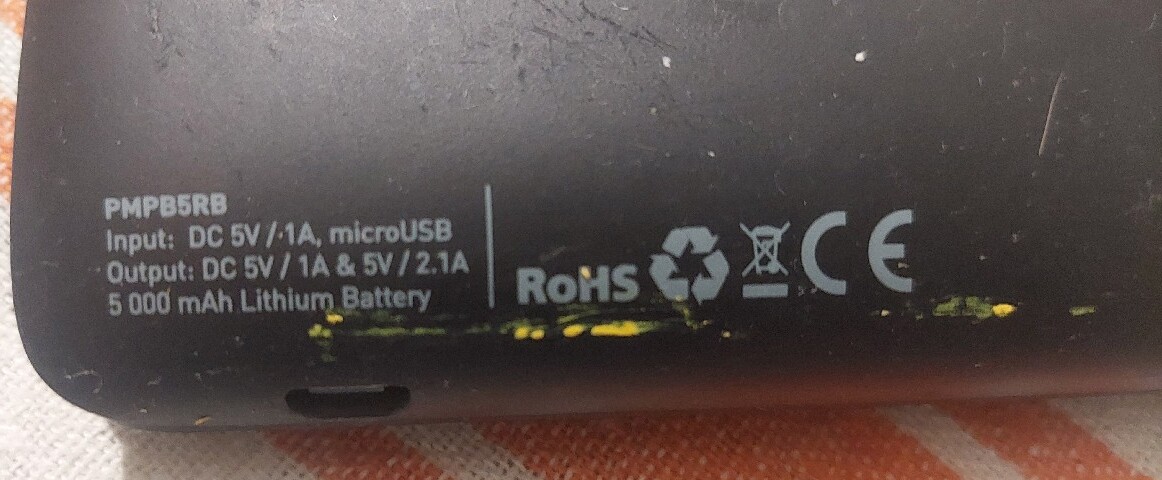 PMPB5RB
Input: DC 5V / 1A, microUSB
Output: DC 5V / 1A & 5V / 2.1A
5 000 mAh Lithium Battery
RoHS CE